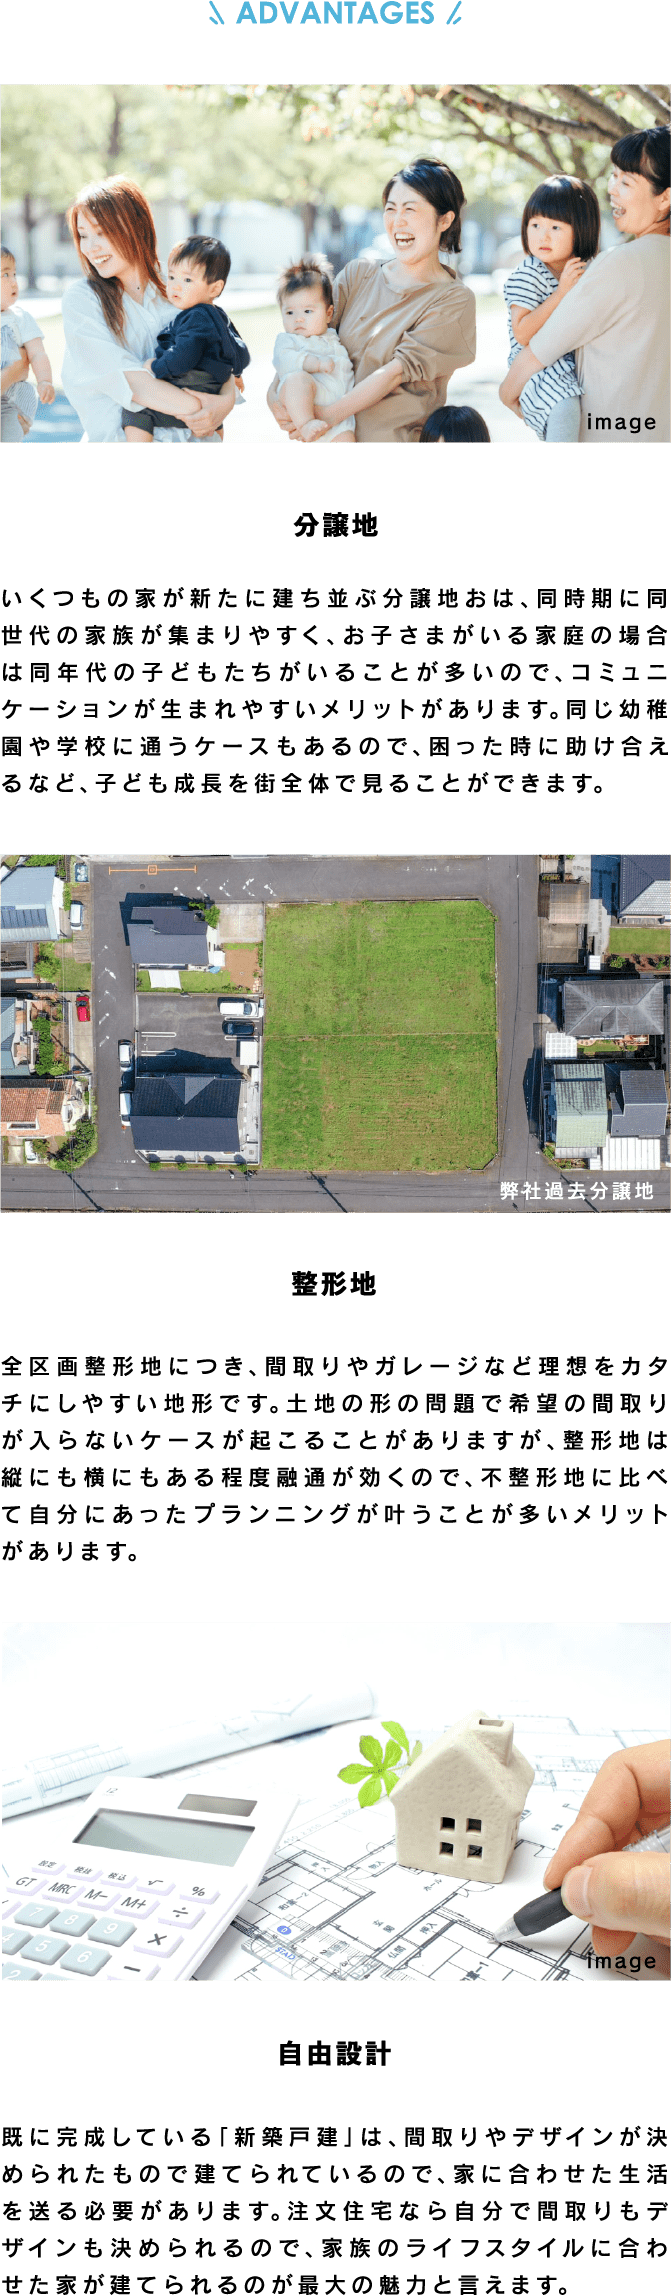 ADVANTAGES
image
分譲地
いくつもの家が新たに建ち並ぶ分譲地おは、同時期に同
世代の家族が集まりやすく、お子さまがいる家庭の場合
は同年代の子どもたちがいることが多いので、コミュニ
ケーションが生まれやすいメリットがあります。同じ幼稚
園や学校に通うケースもあるので、困った時に助け合え
るなど、子ども成長を街全体で見ることができます。
弊社過去分譲地
整形地
全区画整形地につき、間取りやガレージなど理想をカタ
チにしやすい地形です。土地の形の問題で希望の間取り
が入らないケースが起こることがありますが、整形地は
縦にも横にもある程度融通が効くので、不整形地に比べ
て自分にあったプランニングが叶うことが多いメリット
があります。
12
設定 税抜 税込 √ %
GT MRC M- M+ ÷
7 8 9 ×
4 5 6 −
image
自由設計
既に完成している「新築戸建」は、間取りやデザインが決
められたもので建てられているので、家に合わせた生活
を送る必要があります。注文住宅なら自分で間取りもデ
ザインも決められるので、家族のライフスタイルに合わ
せた家が建てられるのが最大の魅力と言えます。